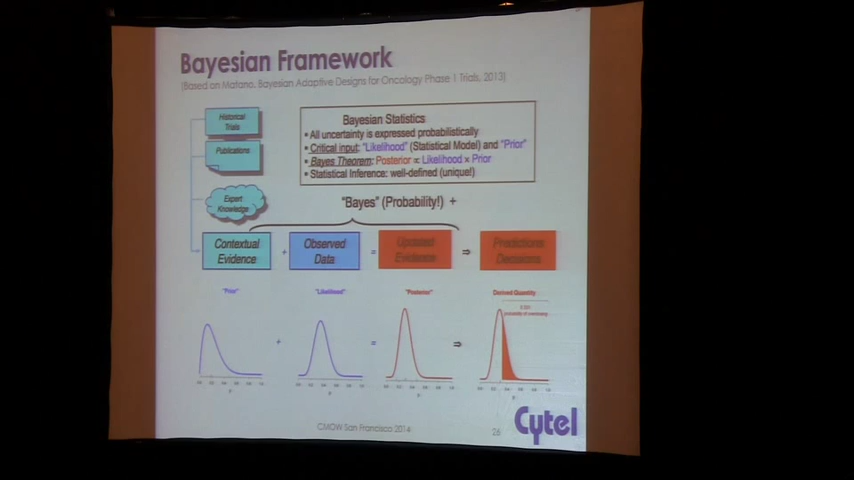 Bayesian Framework
(Based on Matano, Bayesian Adaptive Designs for Oncology Phase I Trials, 2013)
Historical
Trials
Publications
Expert
Knowledge
Bayesian Statistics
• All uncertainty is expressed probabilistically
• Critical input: "Likelihood" (Statistical Model) and "Prior"
• Bayes Theorem: Posterior ∝ Likelihood × Prior
• Statistical Inference: well-defined (unique!)
"Bayes" (Probability!) +
Contextual
Evidence
+
Observed
Data
=
Updated
Evidence
⇒
Predictions
Decisions
"Prior"
"Likelihood"
"Posterior"
Derived Quantity
+
=
⇒
CMOW San Francisco 2014
26
Cytel